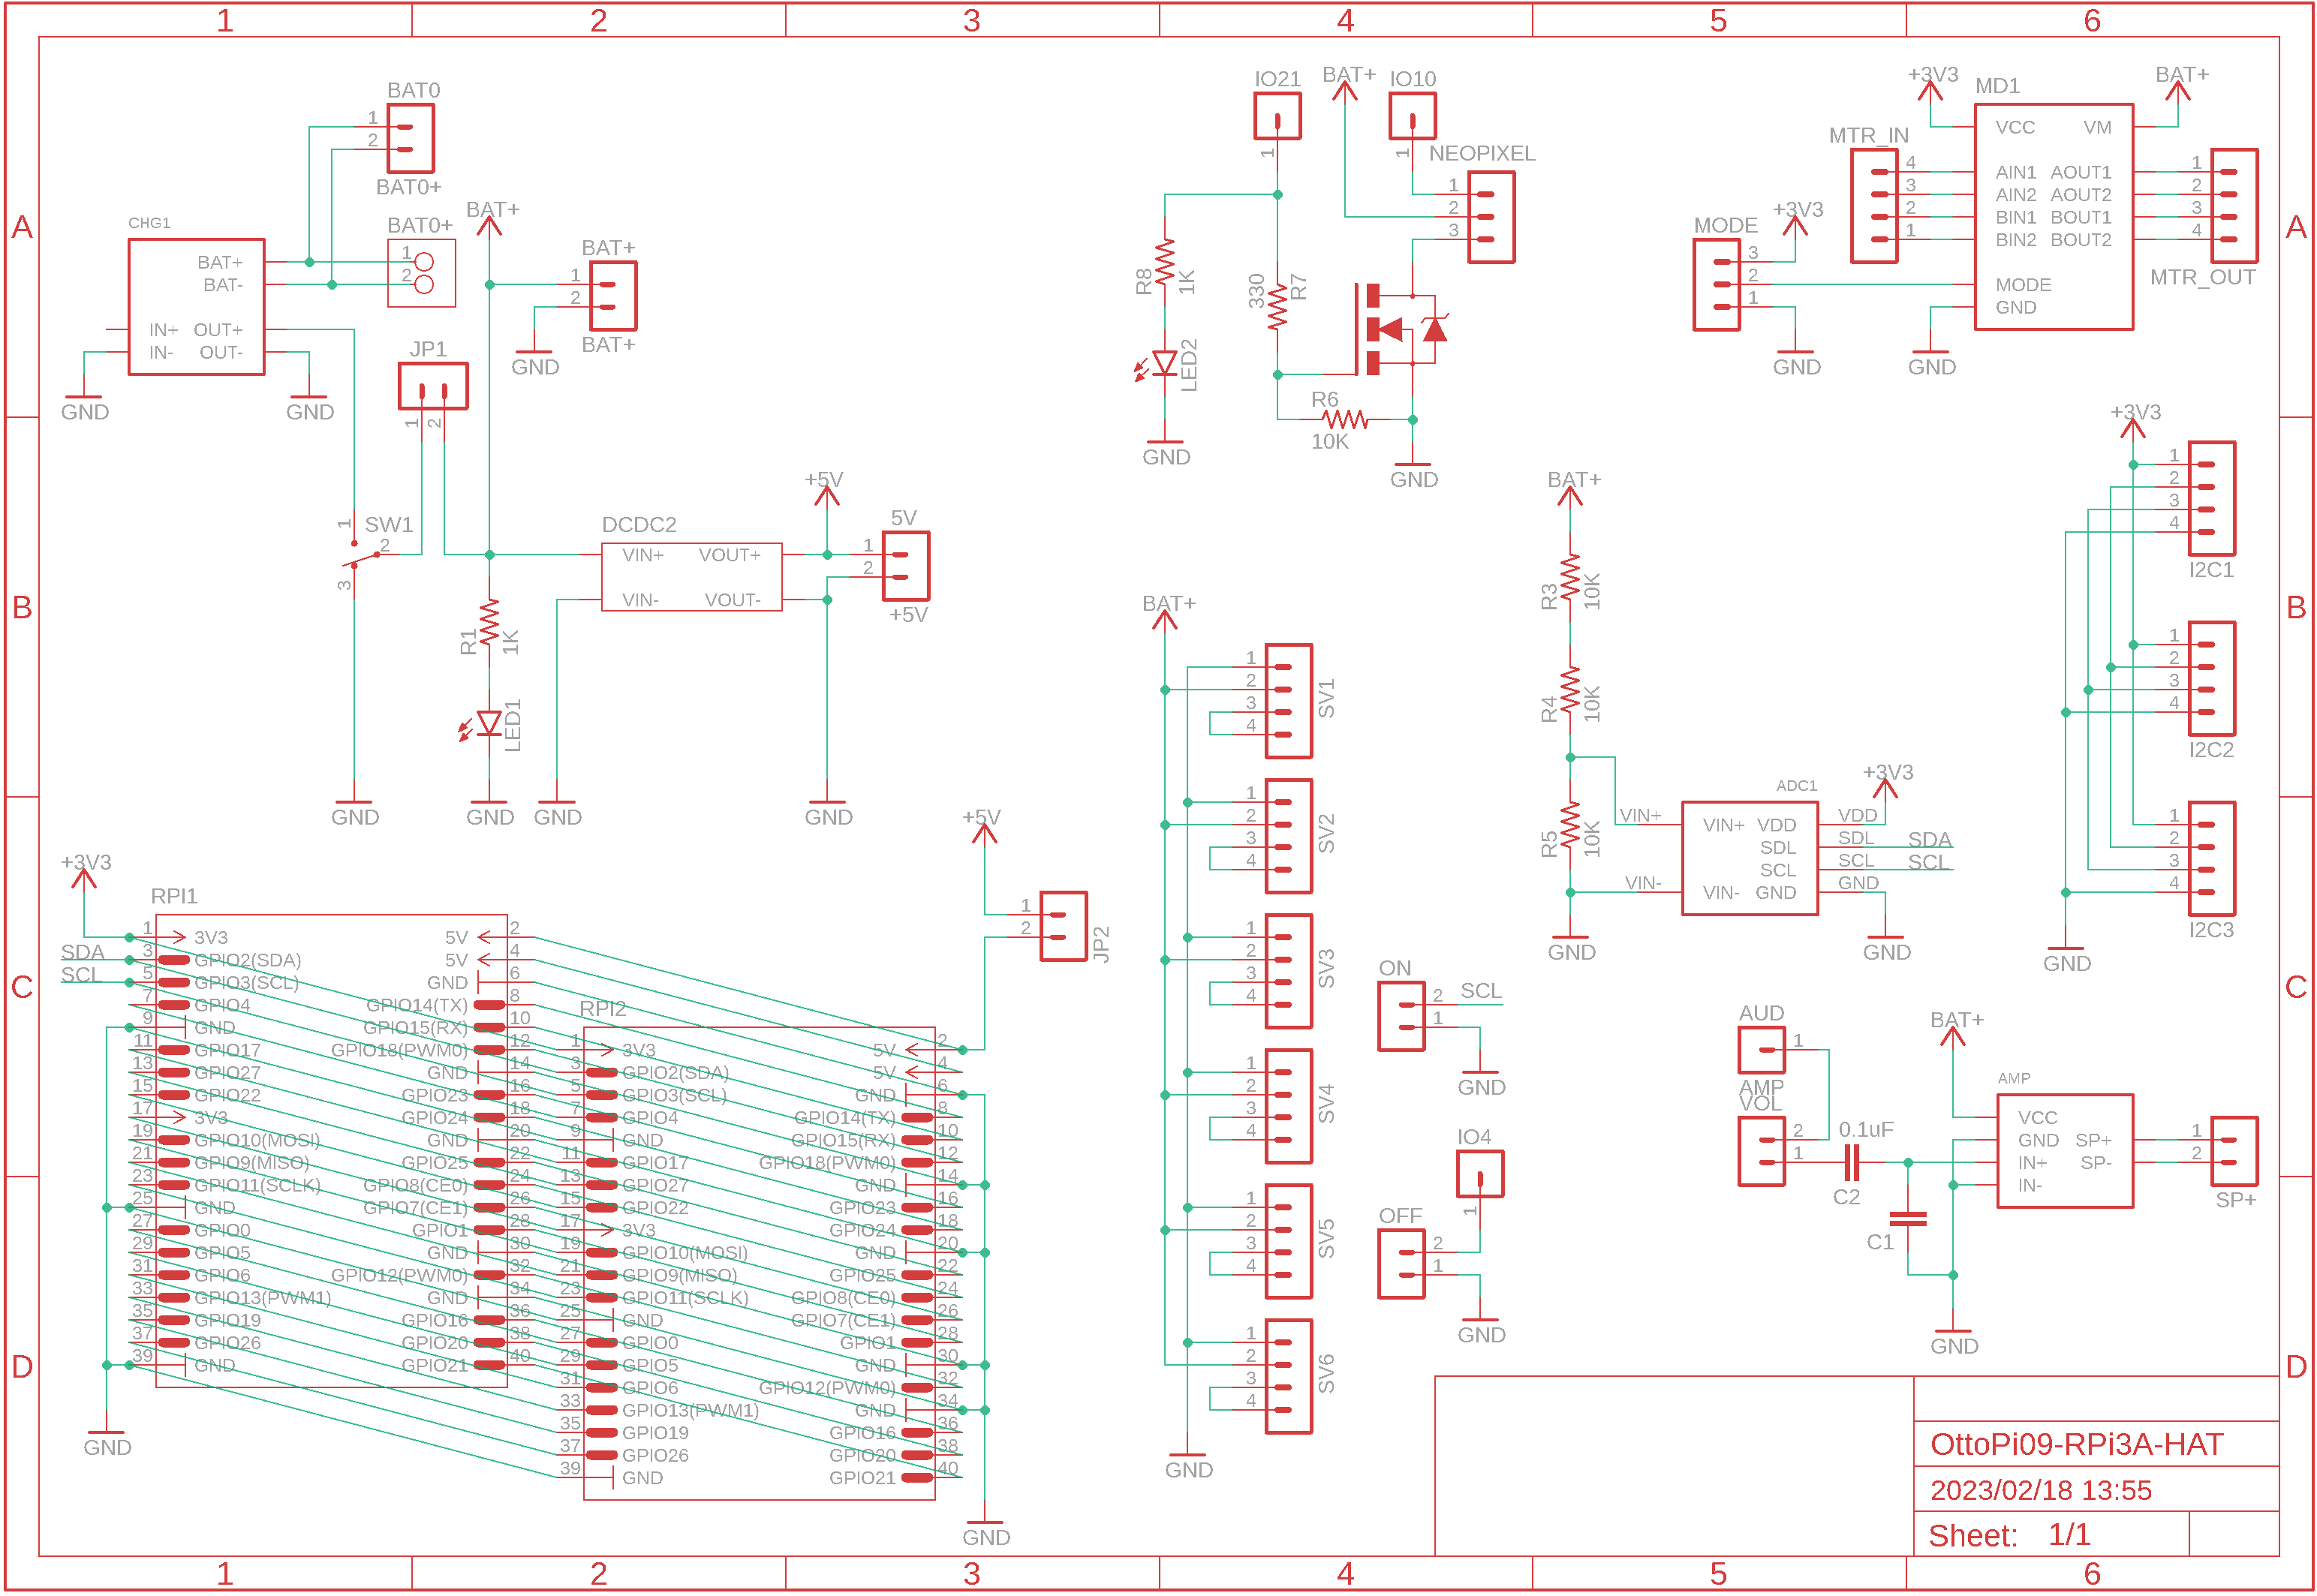 1 2 3 4 5 6
A
B
C
D
A
B
C
D
1 2 3 4 5 6
BAT0
1
2
BAT0+
CHG1
BAT+
BAT-
IN+ OUT+
IN- OUT-
GND
GND
BAT0+
1
2
BAT+
BAT+
1
2
BAT+
GND
JP1
1
2
SW1
1
2
3
GND
R1
1K
LED1
GND
GND
DCDC2
VIN+ VOUT+
VIN- VOUT-
+5V
5V
1
2
+5V
GND
IO21
1
BAT+
IO10
1
NEOPIXEL
1
2
3
R8
1K
330
R7
LED2
GND
R6
10K
GND
+3V3
MD1
BAT+
VCC VM
AIN1 AOUT1
AIN2 AOUT2
BIN1 BOUT1
BIN2 BOUT2
MODE
GND
MTR_IN
4
3
2
1
1
2
3
4
MTR_OUT
MODE
+3V3
3
2
1
GND
GND
+3V3
1
2
3
4
I2C1
1
2
3
4
I2C2
1
2
3
4
I2C3
GND
BAT+
R3
10K
R4
10K
R5
10K
GND
VIN+
VIN-
ADC1
VIN+ VDD
SDL
SCL
VIN- GND
+3V3
VDD
SDL SDA
SCL SCL
GND
GND
BAT+
1
2
3
4
SV1
1
2
3
4
SV2
1
2
3
4
SV3
1
2
3
4
SV4
1
2
3
4
SV5
1
2
3
4
SV6
GND
+3V3
SDA
SCL
RPI1
1 3V3 5V 2
3 GPIO2(SDA) 5V 4
5 GPIO3(SCL) GND 6
7 GPIO4 GPIO14(TX) 8
9 GND GPIO15(RX) 10
11 GPIO17 GPIO18(PWM0) 12
13 GPIO27 GND 14
15 GPIO22 GPIO23 16
17 3V3 GPIO24 18
19 GPIO10(MOSI) GND 20
21 GPIO9(MISO) GPIO25 22
23 GPIO11(SCLK) GPIO8(CE0) 24
25 GND GPIO7(CE1) 26
27 GPIO0 GPIO1 28
29 GPIO5 GND 30
31 GPIO6 GPIO12(PWM0) 32
33 GPIO13(PWM1) GND 34
35 GPIO19 GPIO16 36
37 GPIO26 GPIO20 38
39 GND GPIO21 40
GND
RPI2
1 3V3 5V 2
3 GPIO2(SDA) 5V 4
5 GPIO3(SCL) GND 6
7 GPIO4 GPIO14(TX) 8
9 GND GPIO15(RX) 10
11 GPIO17 GPIO18(PWM0) 12
13 GPIO27 GND 14
15 GPIO22 GPIO23 16
17 3V3 GPIO24 18
19 GPIO10(MOSI) GND 20
21 GPIO9(MISO) GPIO25 22
23 GPIO11(SCLK) GPIO8(CE0) 24
25 GND GPIO7(CE1) 26
27 GPIO0 GPIO1 28
29 GPIO5 GND 30
31 GPIO6 GPIO12(PWM0) 32
33 GPIO13(PWM1) GND 34
35 GPIO19 GPIO16 36
37 GPIO26 GPIO20 38
39 GND GPIO21 40
+5V
1
2
JP2
GND
ON
2 SCL
1
GND
IO4
1
OFF
2
1
GND
AUD
1
AMP
VOL
2
1
0.1uF
C2
C1
BAT+
AMP
VCC
GND SP+
IN+ SP-
IN-
1
2
SP+
GND
OttoPi09-RPi3A-HAT
2023/02/18 13:55
Sheet: 1/1